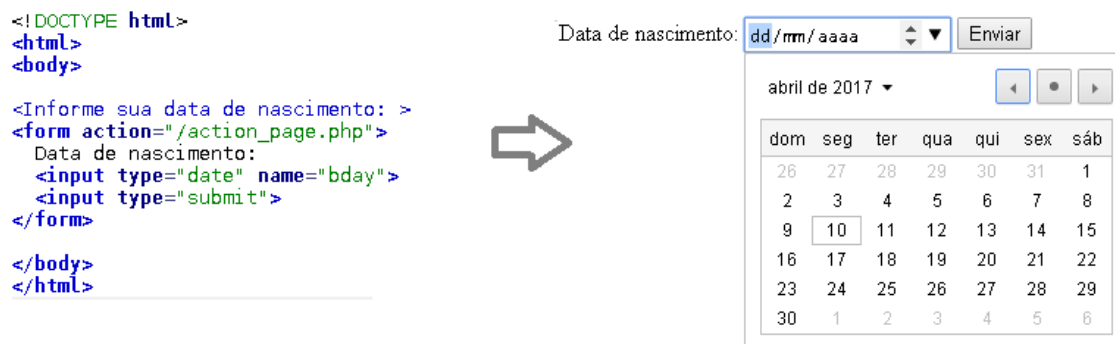 <!DOCTYPE html>
<html>
<body>
<Informe sua data de nascimento: >
<form action="/action_page.php">
Data de nascimento:
<input type="date" name="bday">
<input type="submit">
</form>
</body>
</html>
Data de nascimento: dd/mm/aaaa Enviar
abril de 2017
dom seg ter qua qui sex sáb
26 27 28 29 30 31 1
2 3 4 5 6 7 8
9 10 11 12 13 14 15
16 17 18 19 20 21 22
23 24 25 26 27 28 29
30 1 2 3 4 5 6